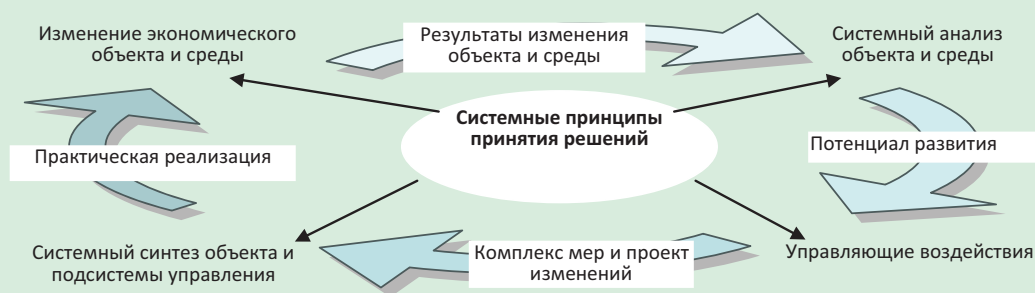 Изменение экономического
объекта и среды
Результаты изменения
объекта и среды
Системный анализ
объекта и среды
Системные принципы
принятия решений
Практическая реализация
Потенциал развития
Системный синтез объекта и
подсистемы управления
Комплекс мер и проект
изменений
Управляющие воздействия